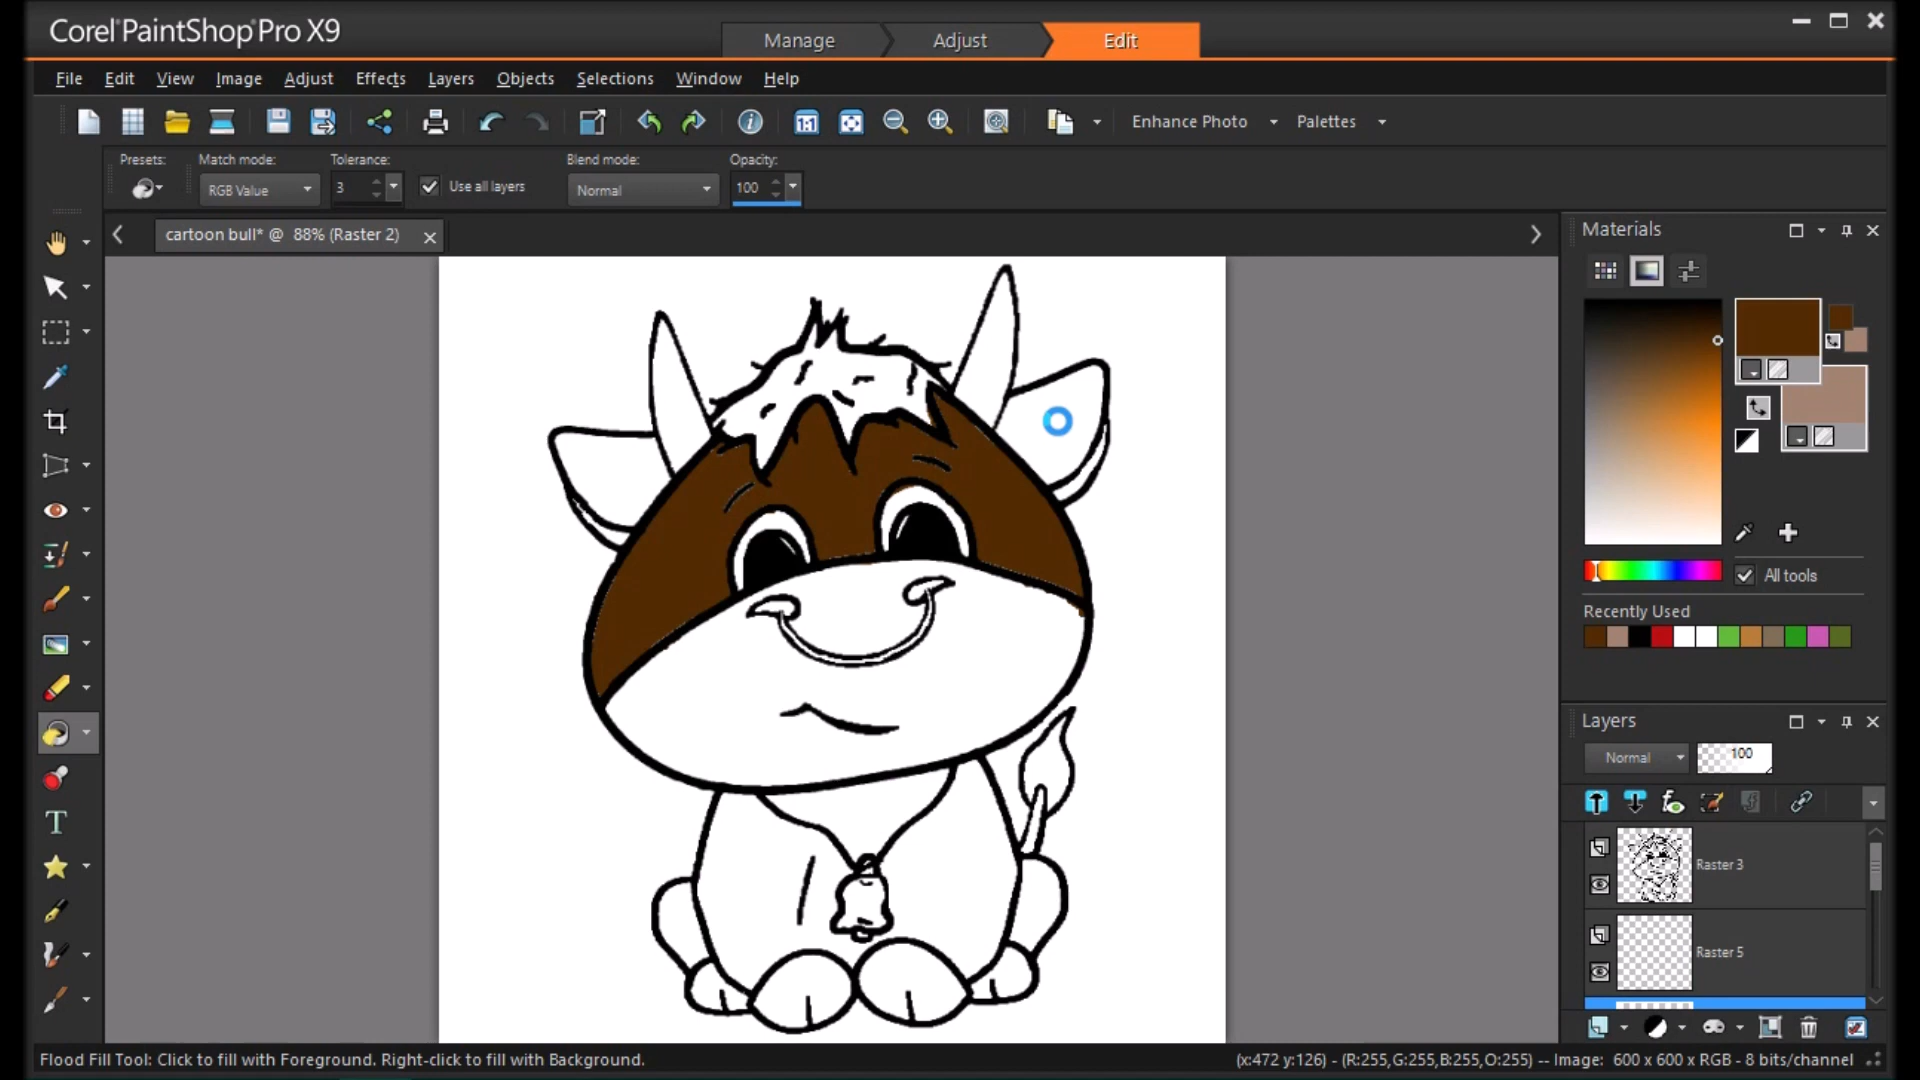 Corel PaintShop Pro X9
Manage Adjust Edit
File Edit View Image Adjust Effects Layers Objects Selections Window Help
1:1 Enhance Photo Palettes
Presets: Match mode: Tolerance: Blend mode: Opacity:
RGB Value 3 Use all layers Normal 100
cartoon bull* @ 88% (Raster 2)
Materials
All tools
Recently Used
Layers
Normal 100
Raster 3
Raster 5
Flood Fill Tool: Click to fill with Foreground. Right-click to fill with Background. (x:472 y:126) - (R:255,G:255,B:255,O:255) -- Image: 600 x 600 x RGB - 8 bits/channel